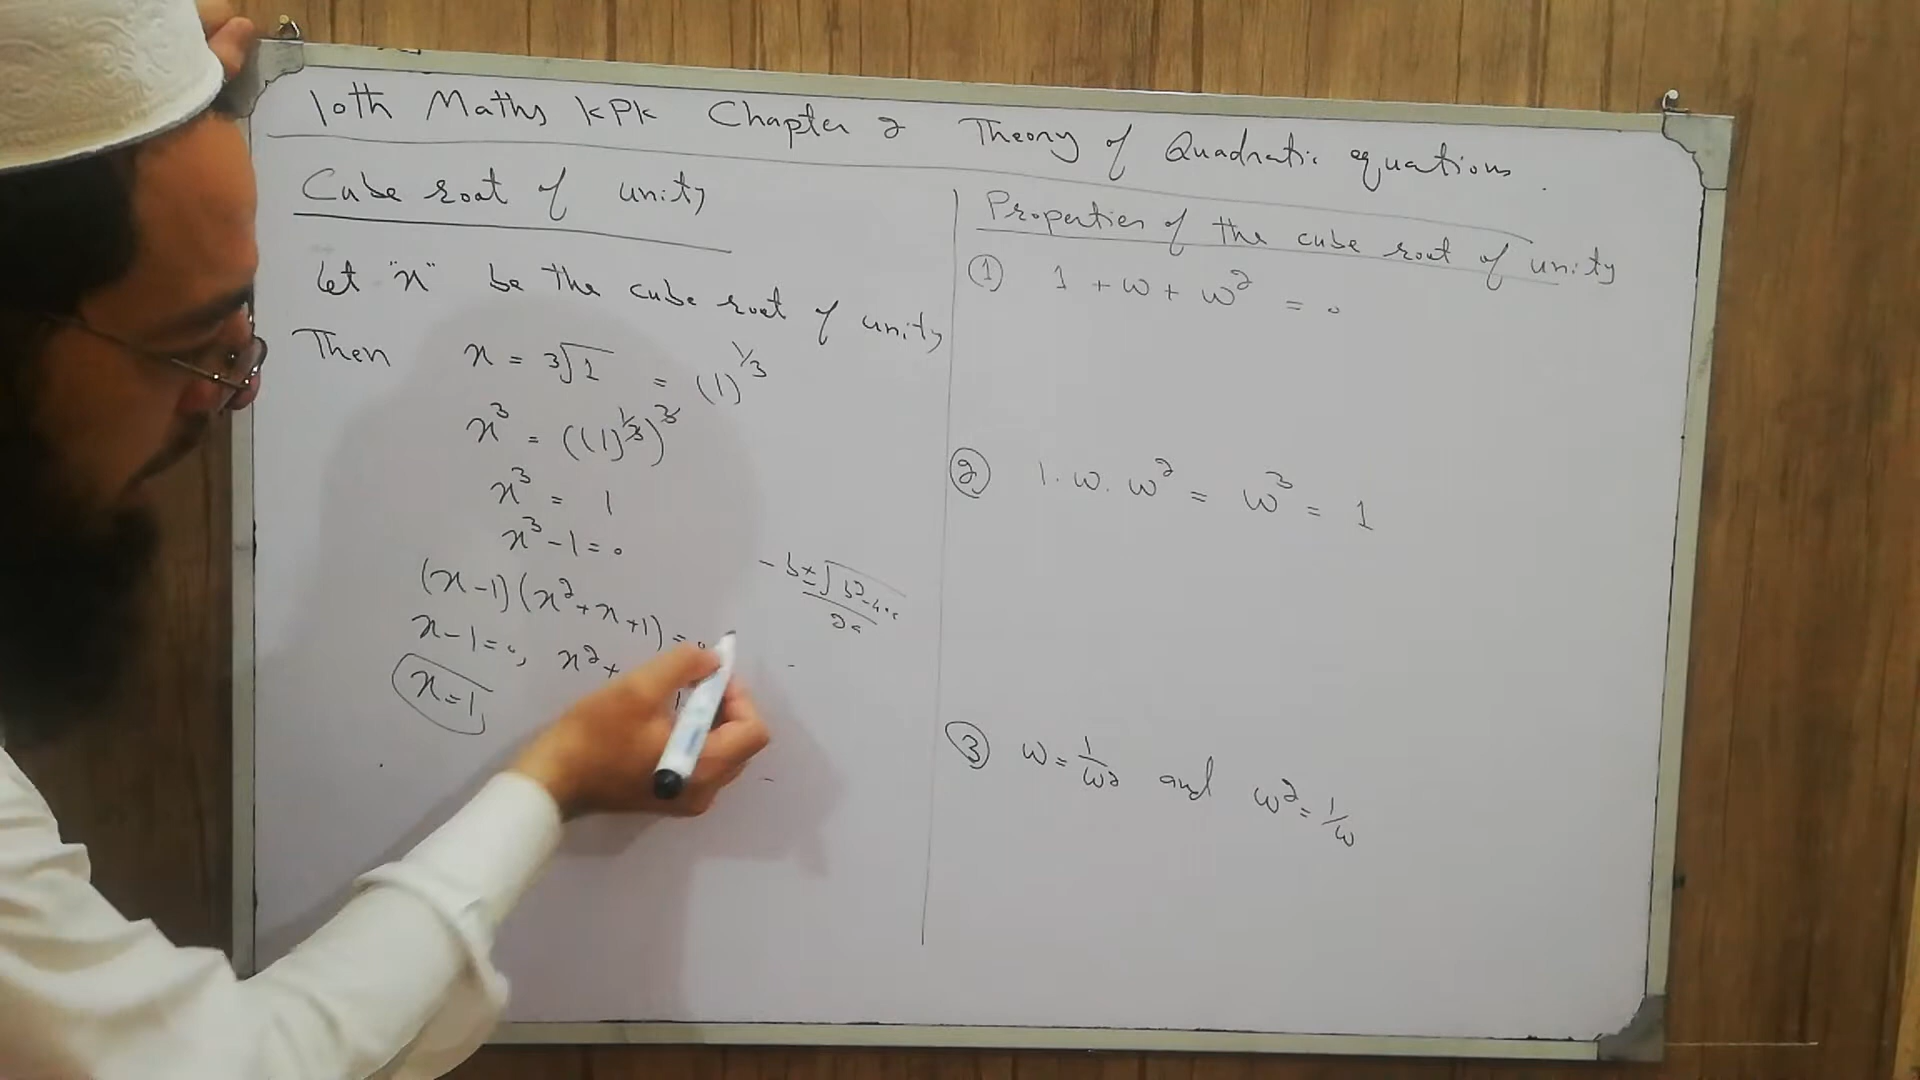 10th Maths KPK Chapter 2 Theory of Quadratic equations.
Cube root of unity
Let "x" be the cube root of unity
Then x = ³√1 = (1)^1/3
x³ = ((1)^1/3)³
x³ = 1
x³-1=0
(x-1)(x²+x+1)=0
x-1=0, x²+
x=1
-b±√b²-4ac
2a
Properties of the cube root of unity
① 1 + ω + ω² = 0
② 1. ω. ω² = ω³ = 1
③ ω = 1/ω² and ω² = 1/ω